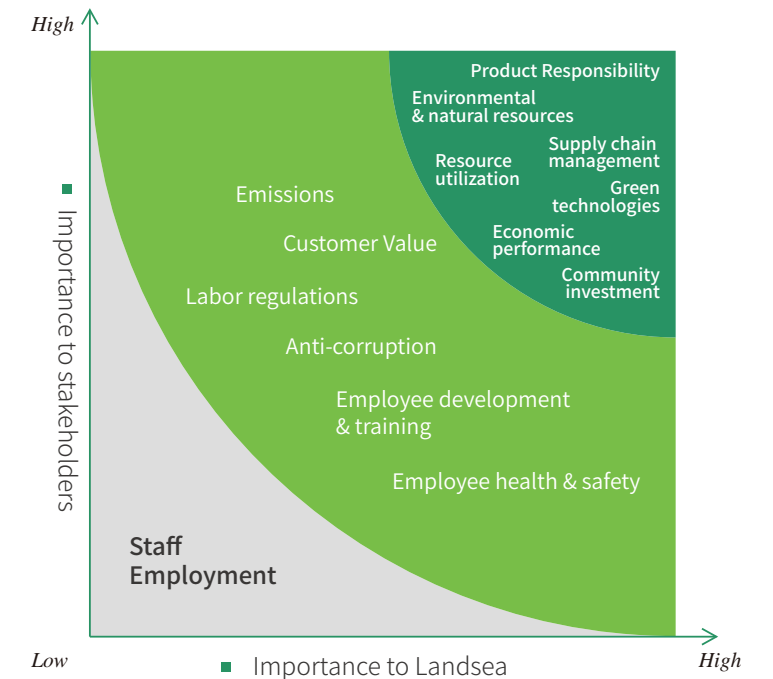 High
Product Responsibility
Environmental
& natural resources
Supply chain
management
Resource
utilization
Green
technologies
Emissions
Economic
performance
Customer Value
Community
investment
Labor regulations
Anti-corruption
Employee development
& training
Employee health & safety
Importance to stakeholders
Staff
Employment
Low
Importance to Landsea
High